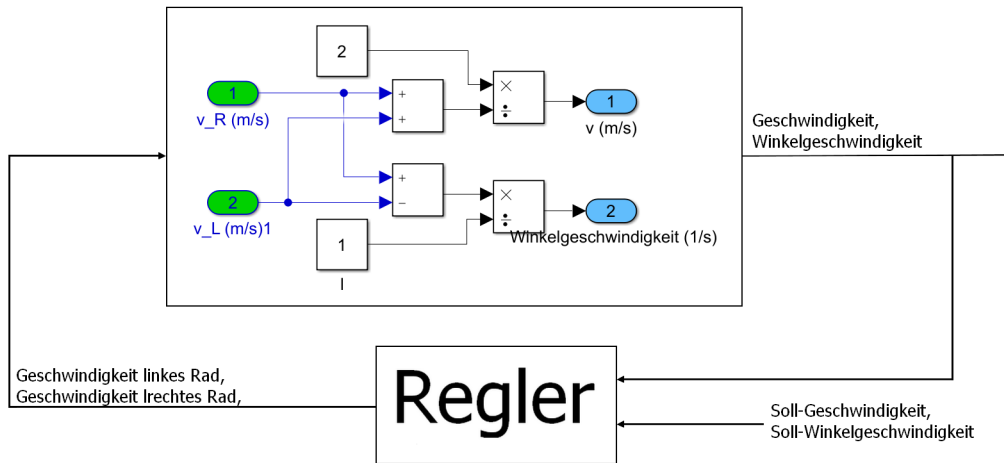 2
1
v_R (m/s)
+
+
×
÷
1
v (m/s)
Geschwindigkeit,
Winkelgeschwindigkeit
2
v_L (m/s)1
+
−
1
l
×
÷
2
Winkelgeschwindigkeit (1/s)
Geschwindigkeit linkes Rad,
Geschwindigkeit lrechtes Rad,
Regler
Soll-Geschwindigkeit,
Soll-Winkelgeschwindigkeit